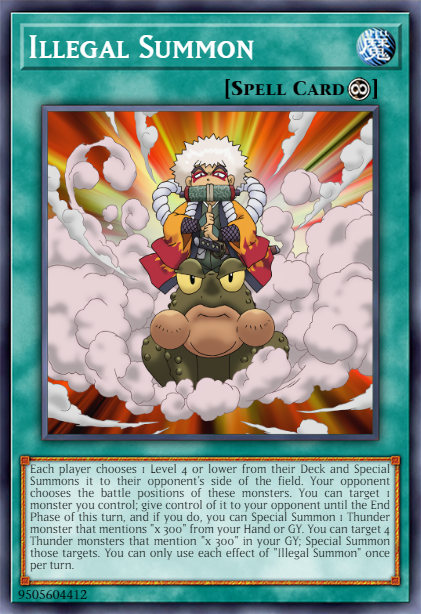 Illegal Summon
魔
[Spell Card]
Each player chooses 1 Level 4 or lower from their Deck and Special
Summons it to their opponent's side of the field. Your opponent
chooses the battle positions of these monsters. You can target 1
monster you control; give control of it to your opponent until the End
Phase of this turn, and if you do, you can Special Summon 1 Thunder
monster that mentions "x 300" from your Hand or GY. You can target 4
Thunder monsters that mention "x 300" in your GY; Special Summon
those targets. You can only use each effect of "Illegal Summon" once
per turn.
9505604412